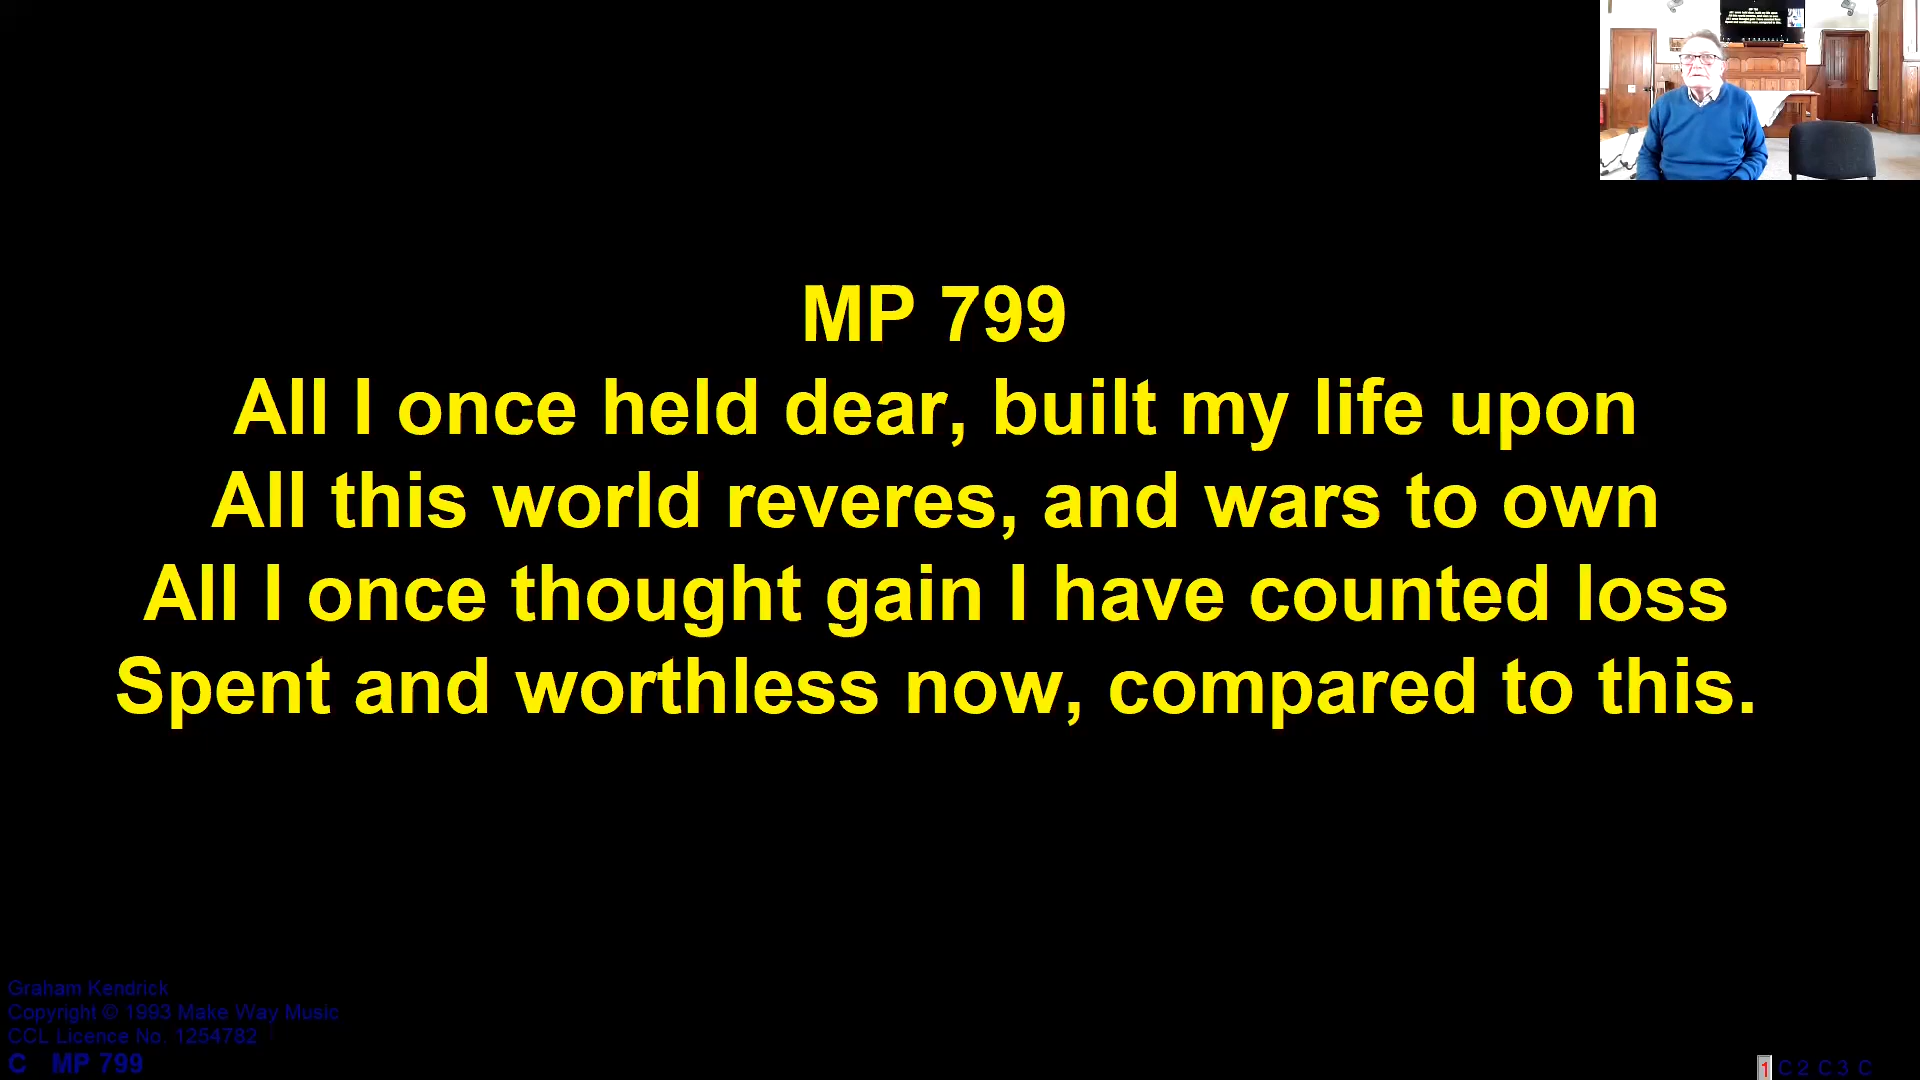 MP 799
All I once held dear, built my life upon
All this world reveres, and wars to own
All I once thought gain I have counted loss
Spent and worthless now, compared to this.
Graham Kendrick
Copyright © 1993 Make Way Music
CCL Licence No. 1254782
C MP 799
1 C 2 C 3 C